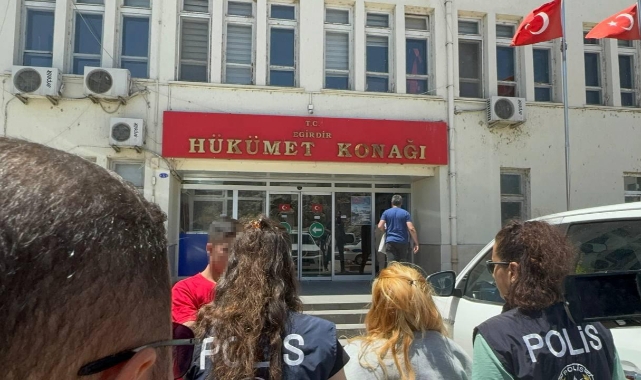 T.C.
EĞİRDİR
HÜKÜMET KONAĞI
POLİS
POLİS